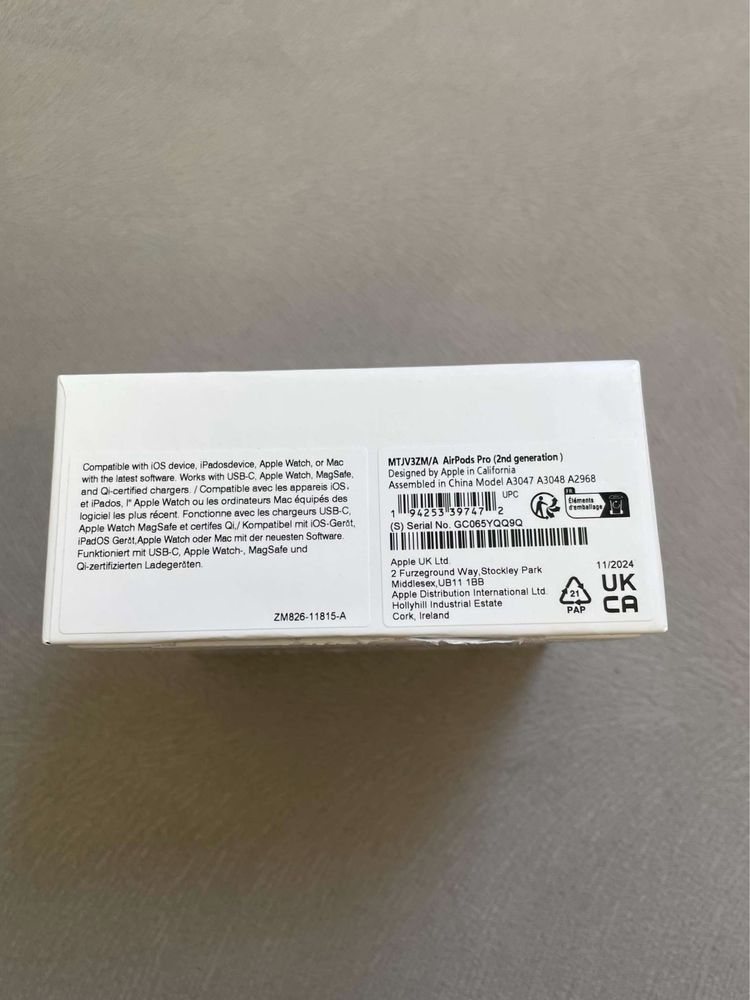 Compatible with iOS device, iPadosdevice, Apple Watch, or Mac
with the latest software. Works with USB-C, Apple Watch, MagSafe,
and Qi-certified chargers. / Compatible avec les appareis iOS.
et iPados, l" Apple Watch ou les ordinateurs Mac équipés des
logiciel les plus récent. Fonctionne avec les chargeurs USB-C,
Apple Watch MagSafe et certifes Qi,/ Kompatibel mit iOS-Gerõt,
iPadOS Gerõt,Apple Watch oder Mac mit der neuesten Software.
Funktioniert mit USB-C, Apple Watch-, MagSafe und
Qi-zertifizierten Ladegerõten.
ZM826-11815-A
MTJV3ZM/A AirPods Pro (2nd generation )
Designed by Apple in California
Assembled in China Model A3047 A3048 A2968
UPC
1 94253 39747 2
FR
Éléments
d'emballage
(S) Serial No. GC065YQQ9Q
Apple UK Ltd.
2 Furzeground Way,Stockley Park
Middlesex,UB11 1BB
Apple Distribution International Ltd.
Hollyhill Industrial Estate
Cork, Ireland
21
PAP
11/2024
UK
CA